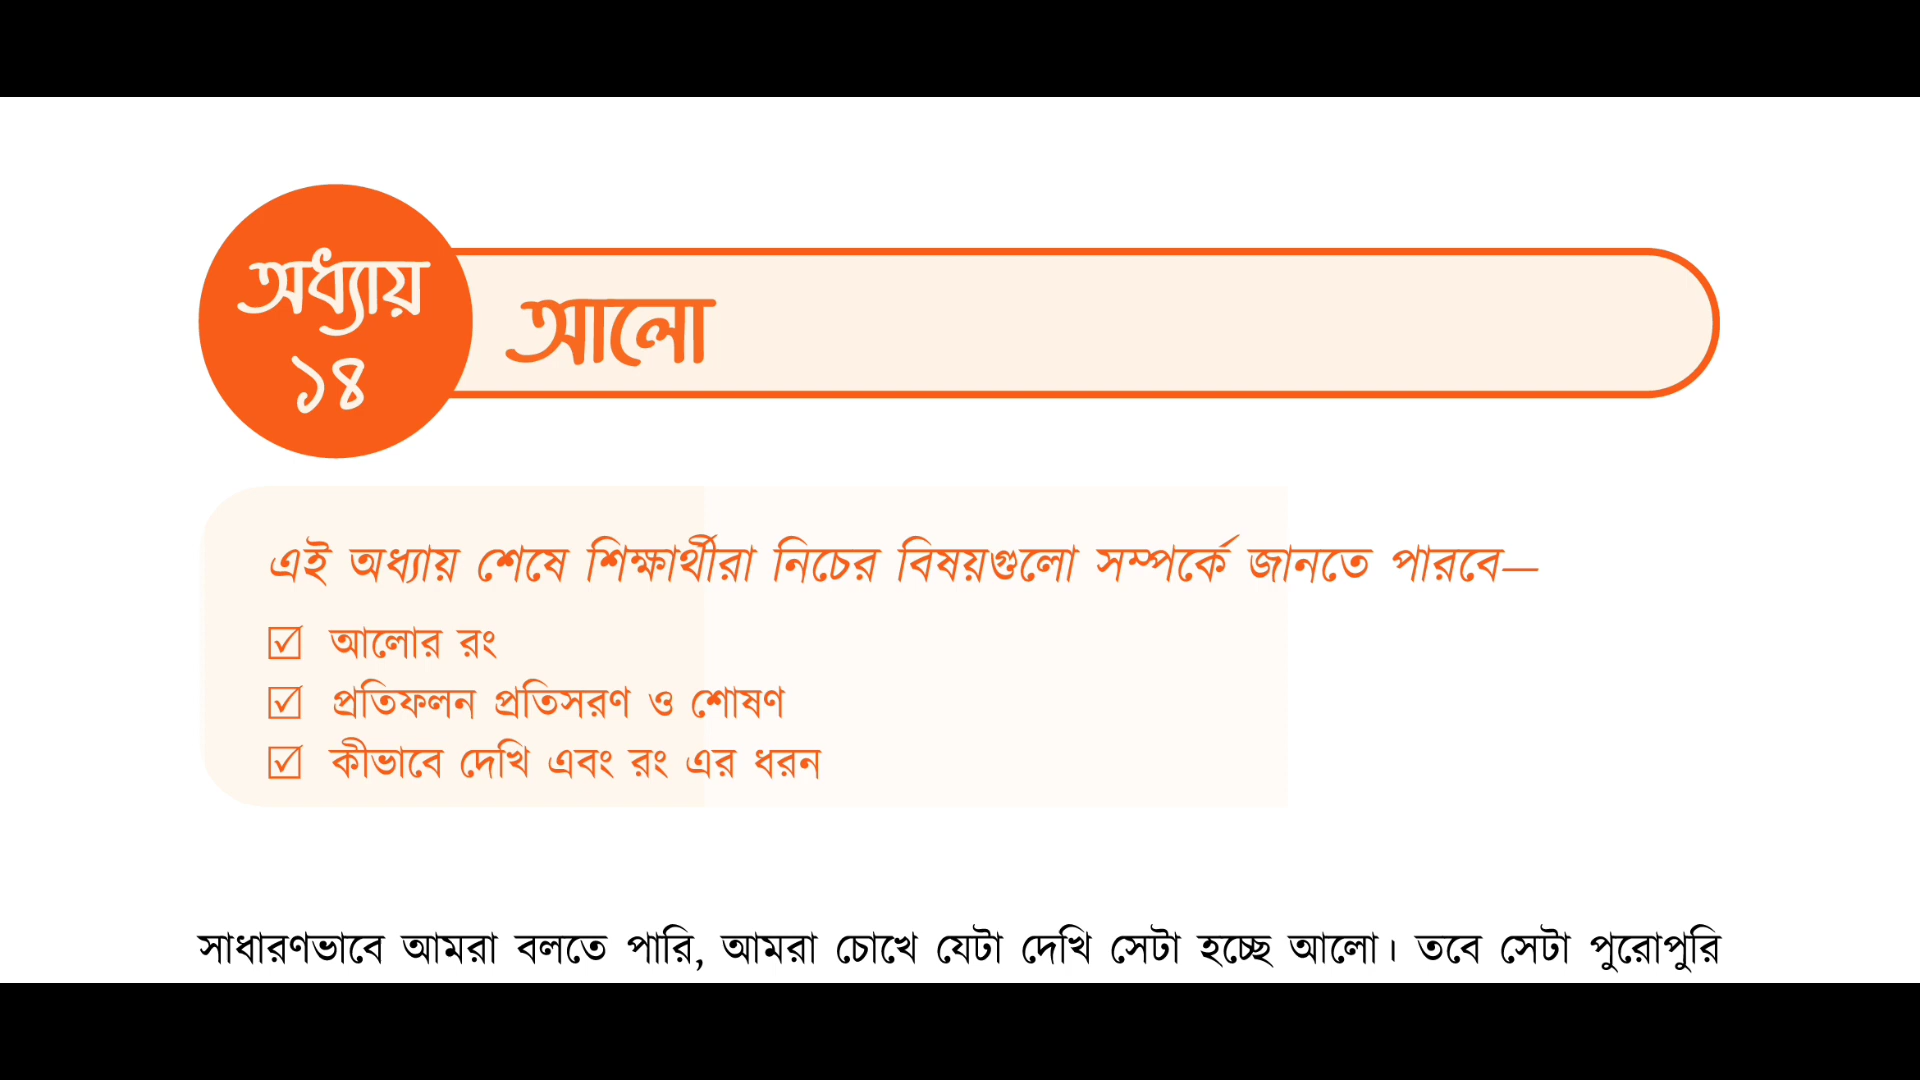 অধ্যায়
১৪
আলো
এই অধ্যায় শেষে শিক্ষার্থীরা নিচের বিষয়গুলো সম্পর্কে জানতে পারবে—
☑ আলোর রং
☑ প্রতিফলন প্রতিসরণ ও শোষণ
☑ কীভাবে দেখি এবং রং এর ধরন
সাধারণভাবে আমরা বলতে পারি, আমরা চোখে যেটা দেখি সেটা হচ্ছে আলো। তবে সেটা পুরোপুরি